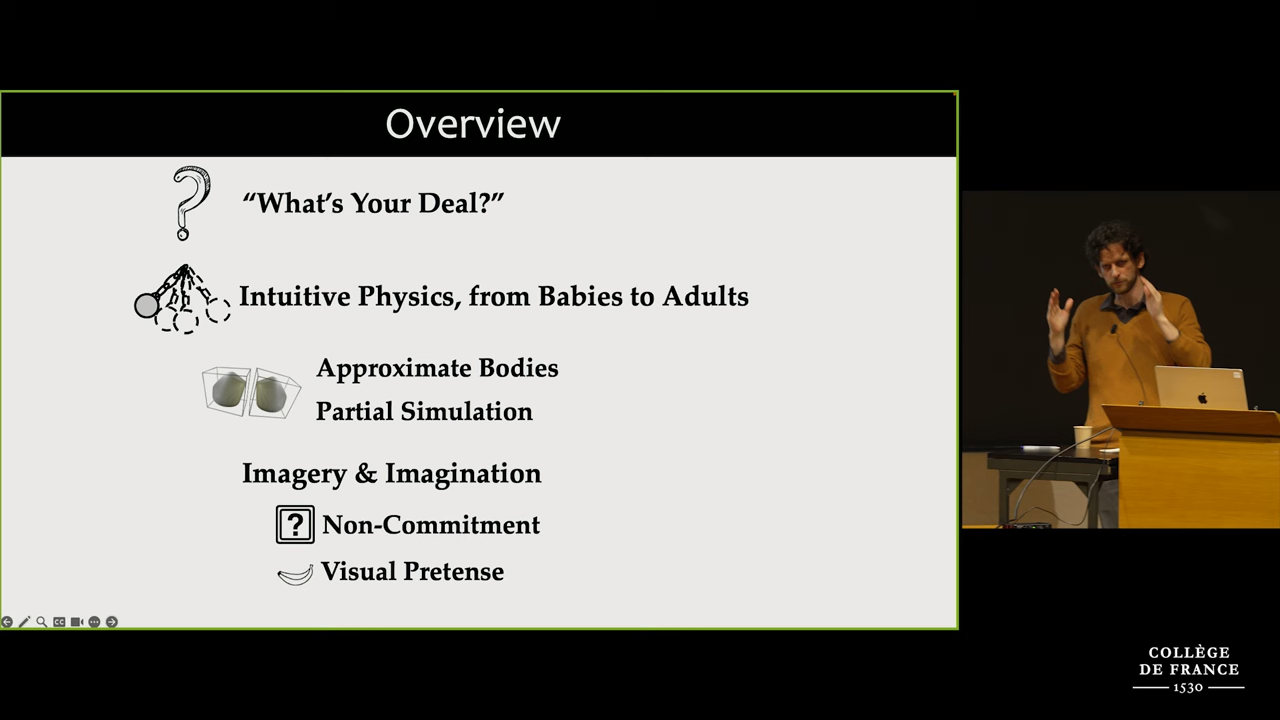 Overview
“What’s Your Deal?”
Intuitive Physics, from Babies to Adults
Approximate Bodies
Partial Simulation
Imagery & Imagination
? Non-Commitment
Visual Pretense
COLLÈGE
DE FRANCE
1530